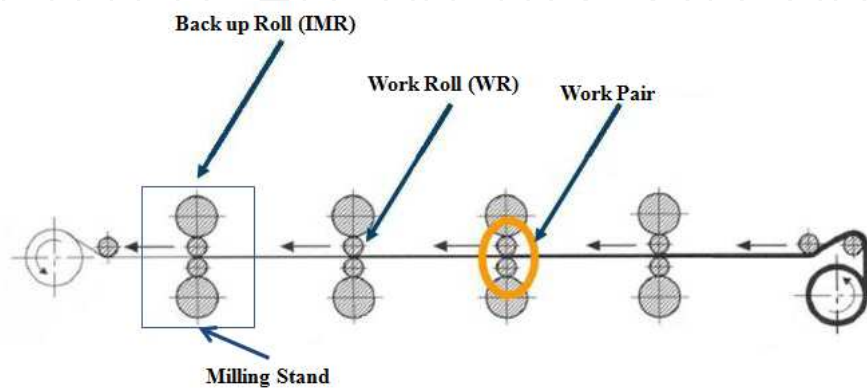 Back up Roll (IMR)
Work Roll (WR)
Work Pair
Milling Stand